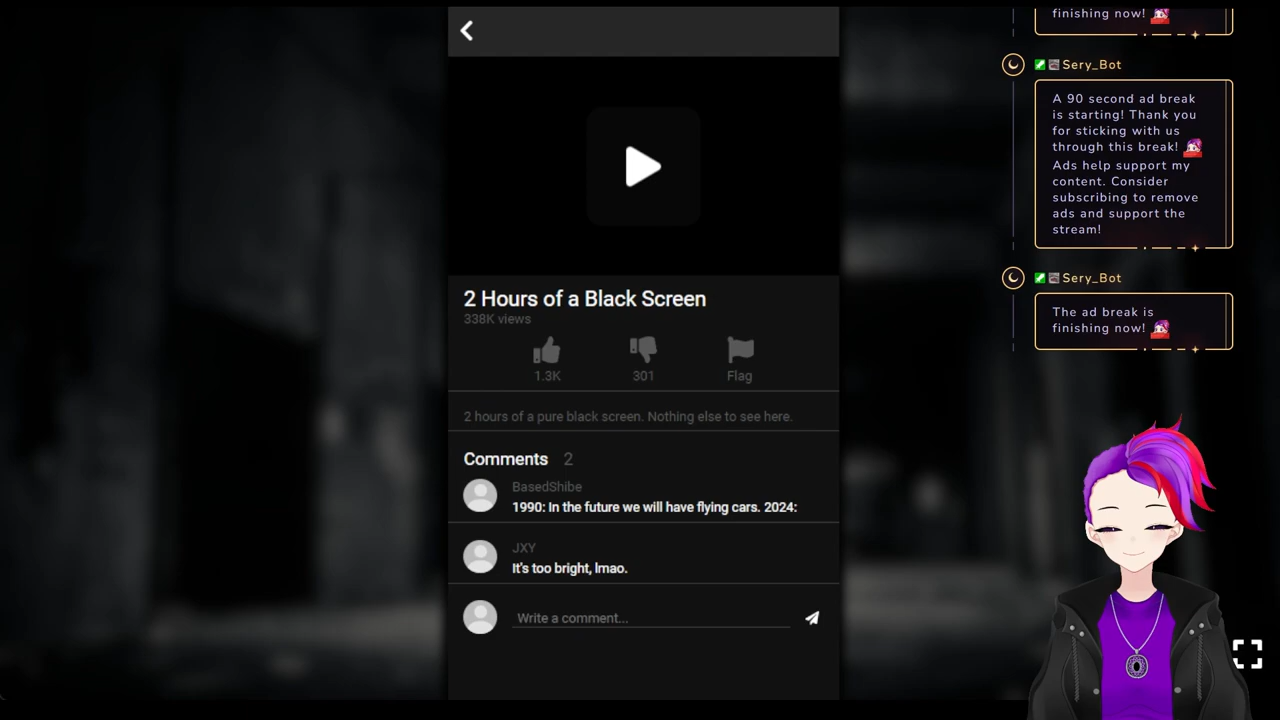 2 Hours of a Black Screen
338K views
1.3K
301
Flag
2 hours of a pure black screen. Nothing else to see here.
Comments 2
BasedShibe
1990: In the future we will have flying cars. 2024:
JXY
It's too bright, lmao.
Write a comment...
finishing now!
Sery_Bot
A 90 second ad break
is starting! Thank you
for sticking with us
through this break!
Ads help support my
content. Consider
subscribing to remove
ads and support the
stream!
Sery_Bot
The ad break is
finishing now!